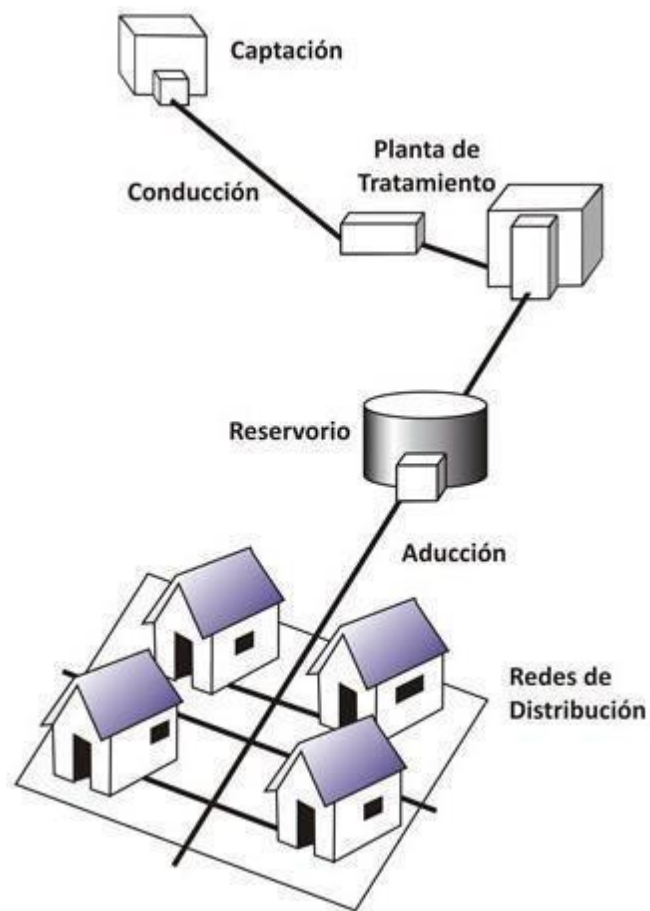 Captación
Planta de
Tratamiento
Conducción
Reservorio
Aducción
Redes de
Distribución